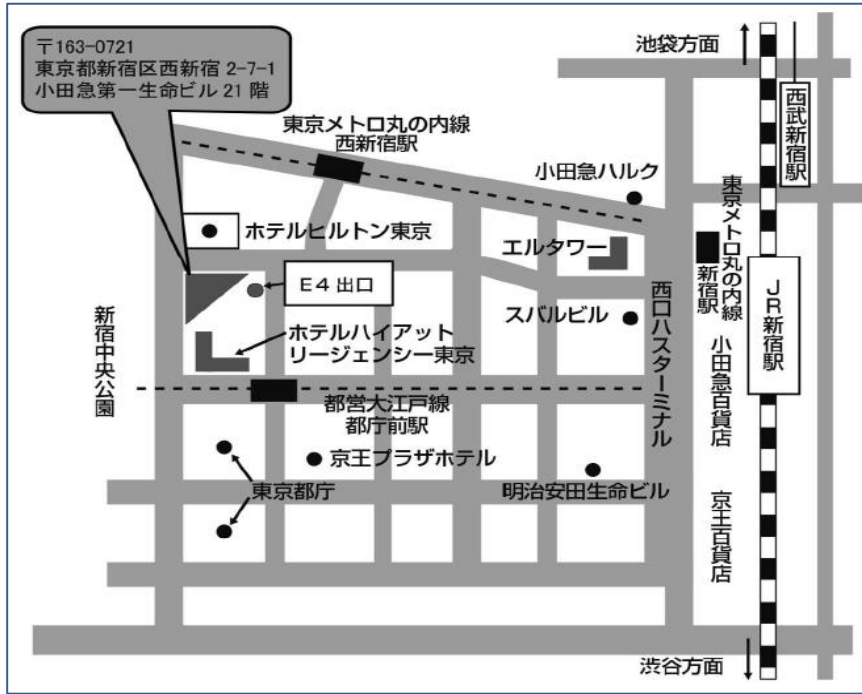 〒163-0721
東京都新宿区西新宿 2-7-1
小田急第一生命ビル 21 階
池袋方面
西武新宿駅
東京メトロ丸の内線
西新宿駅
小田急ハルク
東京メトロ丸の内線
新宿駅
ホテルヒルトン東京
エルタワー
E4 出口
JR新宿駅
新宿中央公園
ホテルハイアット
リージェンシー東京
スバルビル
西口バスターミナル
小田急百貨店
都営大江戸線
都庁前駅
京王プラザホテル
東京都庁
明治安田生命ビル
京王百貨店
渋谷方面